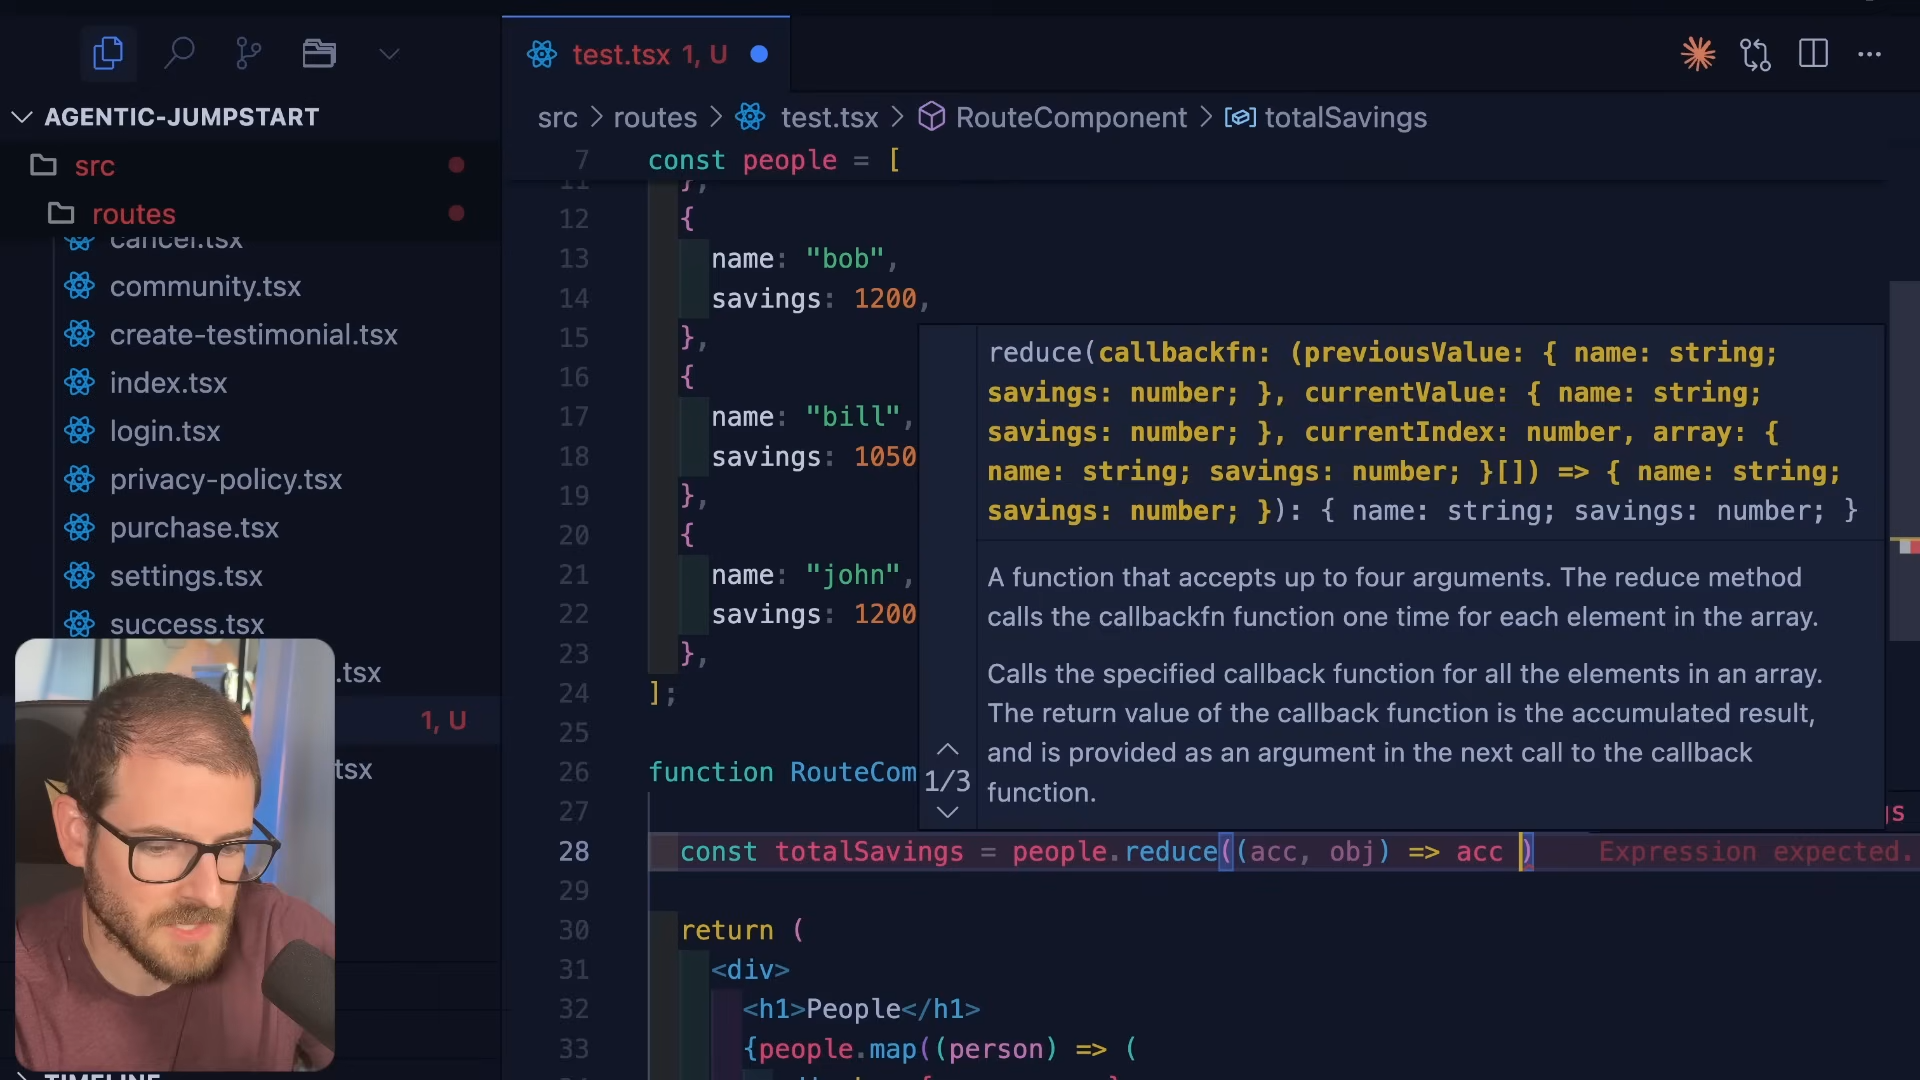 test.tsx 1, U
AGENTIC-JUMPSTART
src
routes
cancel.tsx
community.tsx
create-testimonial.tsx
index.tsx
login.tsx
privacy-policy.tsx
purchase.tsx
settings.tsx
success.tsx
.tsx
1, U
tsx
TIMELINE
src > routes > test.tsx > RouteComponent > totalSavings
7 const people = [
11 },
12 {
13 name: "bob",
14 savings: 1200,
15 },
16 {
17 name: "bill",
18 savings: 1050
19 },
20 {
21 name: "john",
22 savings: 1200
23 },
24 ];
25
26 function RouteCom
27
28 const totalSavings = people.reduce((acc, obj) => acc ) Expression expected.
29
30 return (
31 <div>
32 <h1>People</h1>
33 {people.map((person) => (
reduce(callbackfn: (previousValue: { name: string;
savings: number; }, currentValue: { name: string;
savings: number; }, currentIndex: number, array: {
name: string; savings: number; }[]) => { name: string;
savings: number; }): { name: string; savings: number; }
A function that accepts up to four arguments. The reduce method
calls the callbackfn function one time for each element in the array.
Calls the specified callback function for all the elements in an array.
The return value of the callback function is the accumulated result,
and is provided as an argument in the next call to the callback
function.
1/3